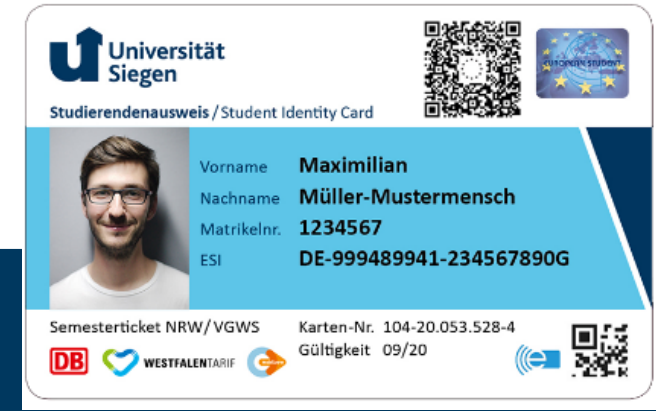 Universität
Siegen
EUROPEAN STUDENT
Studierendenausweis / Student Identity Card
Vorname Maximilian
Nachname Müller-Mustermensch
Matrikelnr. 1234567
ESI DE-999489941-234567890G
Semesterticket NRW/VGWS Karten-Nr. 104-20.053.528-4
Gültigkeit 09/20
DB WESTFALENTARIF